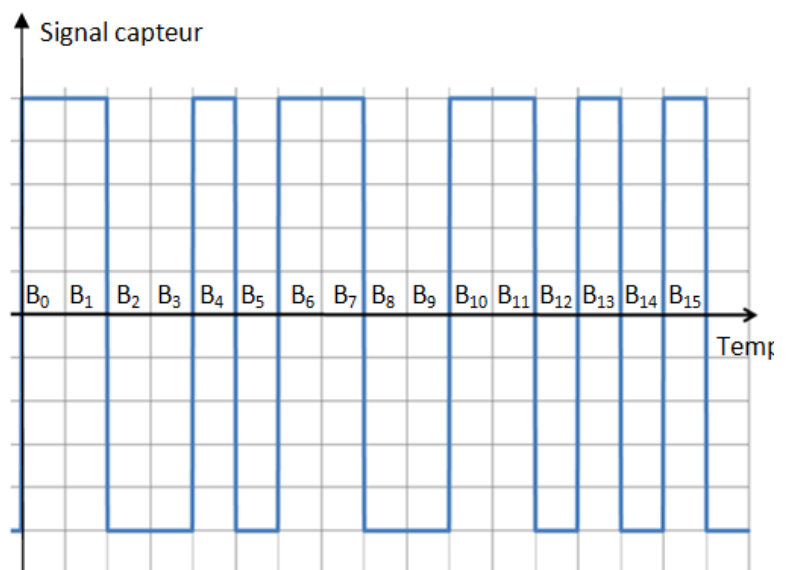 Signal capteur
B₀ B₁ B₂ B₃ B₄ B₅ B₆ B₇ B₈ B₉ B₁₀ B₁₁ B₁₂ B₁₃ B₁₄ B₁₅
Temp